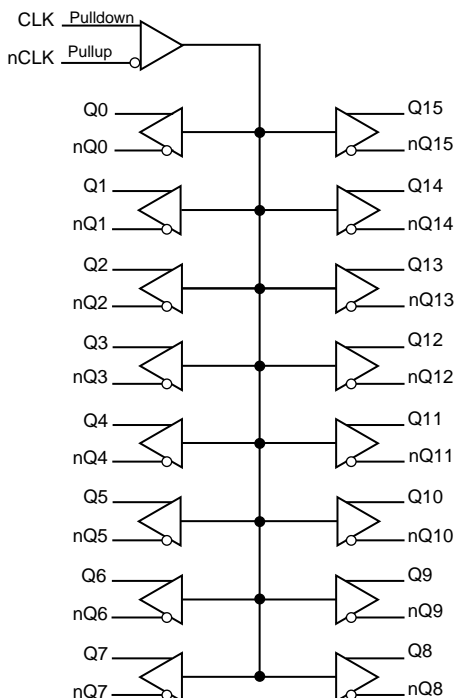 CLK Pulldown
nCLK Pullup
Q0 Q15
nQ0 nQ15
Q1 Q14
nQ1 nQ14
Q2 Q13
nQ2 nQ13
Q3 Q12
nQ3 nQ12
Q4 Q11
nQ4 nQ11
Q5 Q10
nQ5 nQ10
Q6 Q9
nQ6 nQ9
Q7 Q8
nQ7 nQ8